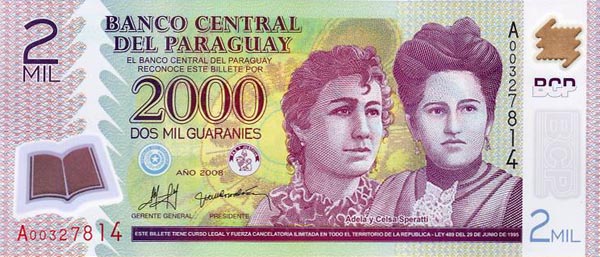 2
MIL
BANCO CENTRAL
DEL PARAGUAY
EL BANCO CENTRAL DEL PARAGUAY
RECONOCE ESTE BILLETE POR
2000
DOS MIL GUARANIES
AÑO 2008
GERENTE GENERAL PRESIDENTE
A00327814
Adela y Celsa Speratti
A00327814
BCP
BCP
2
MIL
ESTE BILLETE TIENE CURSO LEGAL Y FUERZA CANCELATORIA ILIMITADA EN TODO EL TERRITORIO DE LA REPUBLICA - LEY 489 DEL 29 DE JUNIO DE 1995